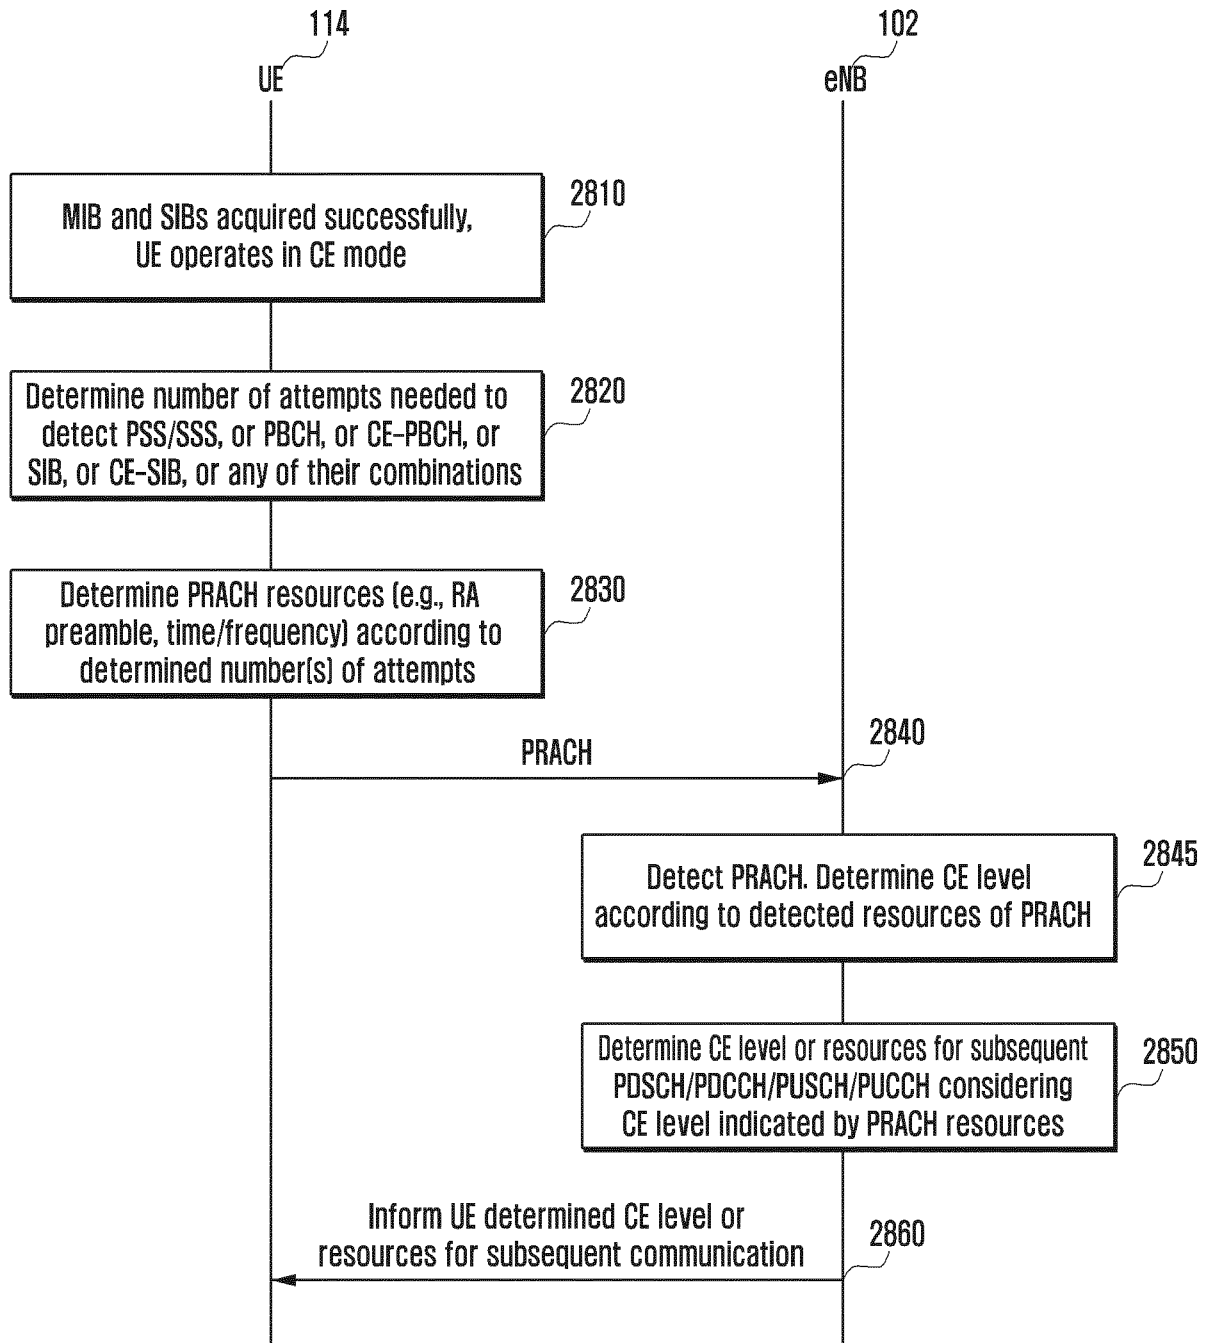 114
102
UE
eNB
2810
MIB and SIBs acquired successfully,
UE operates in CE mode
2820
Determine number of attempts needed to
detect PSS/SSS, or PBCH, or CE-PBCH, or
SIB, or CE-SIB, or any of their combinations
2830
Determine PRACH resources (e.g., RA
preamble, time/frequency) according to
determined number(s) of attempts
2840
PRACH
2845
Detect PRACH. Determine CE level
according to detected resources of PRACH
2850
Determine CE level or resources for subsequent
PDSCH/PDCCH/PUSCH/PUCCH considering
CE level indicated by PRACH resources
Inform UE determined CE level or
resources for subsequent communication
2860